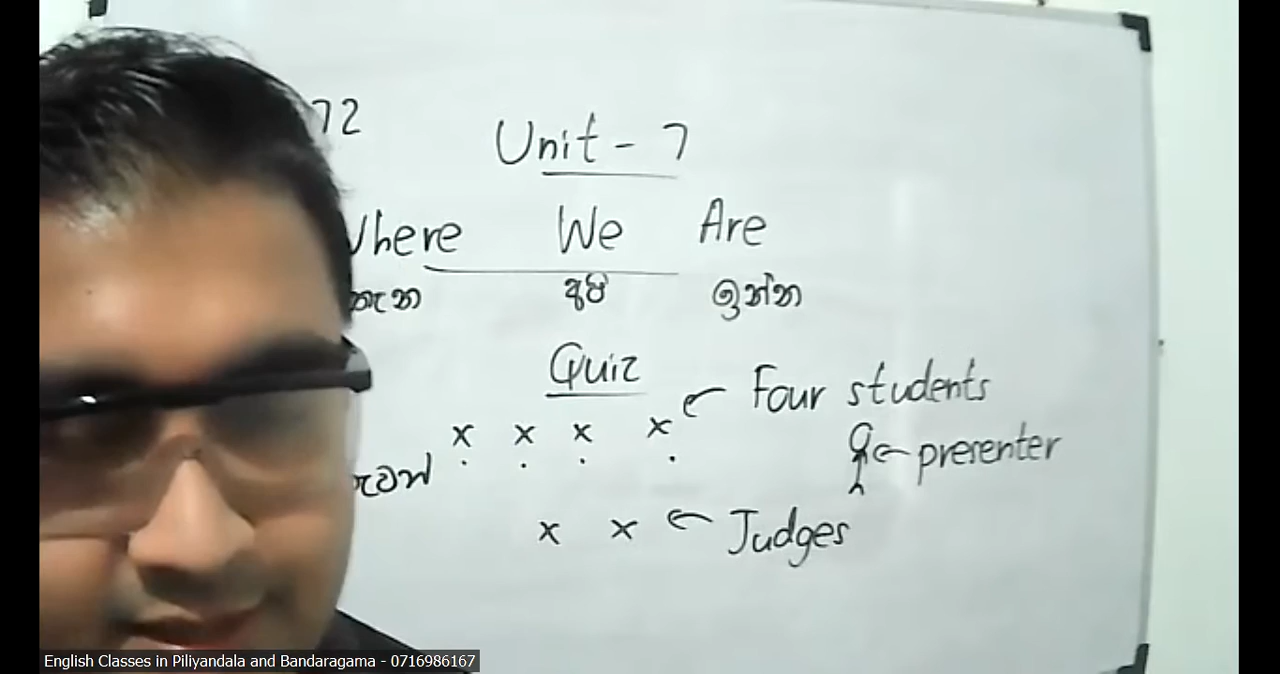 72
Unit - 7
Where We Are
තැන අපි ඉන්න
Quiz
x x x x Four students
presenter
x x Judges
English Classes in Piliyandala and Bandaragama - 0716986167